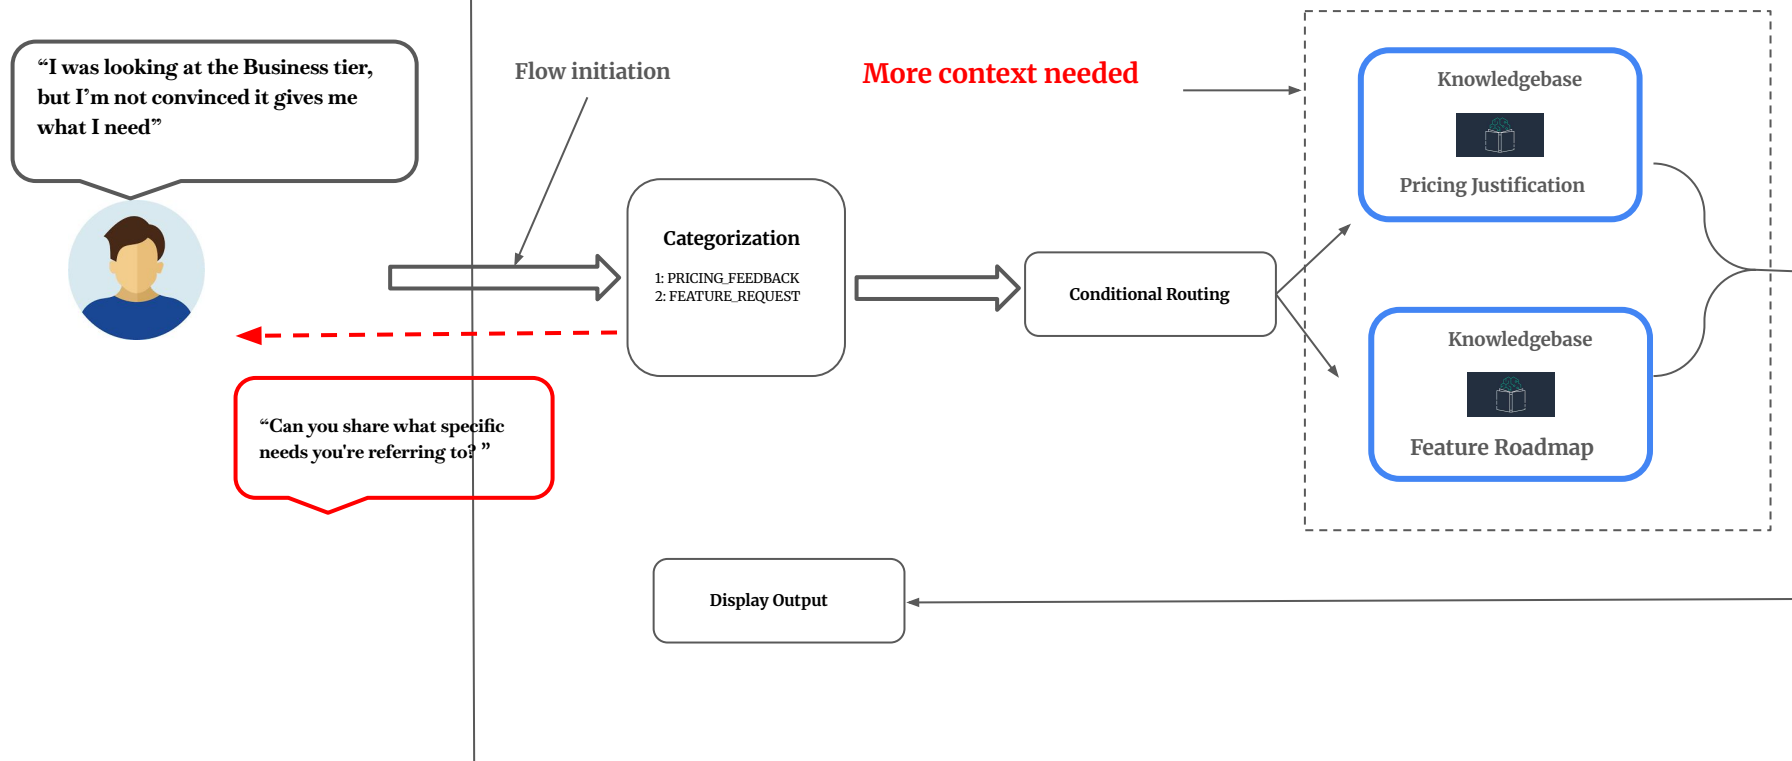 “I was looking at the Business tier,
but I’m not convinced it gives me
what I need”
Flow initiation
More context needed
Knowledgebase
Pricing Justification
Categorization
1: PRICING_FEEDBACK
2: FEATURE_REQUEST
Conditional Routing
Knowledgebase
Feature Roadmap
“Can you share what specific
needs you're referring to? ”
Display Output